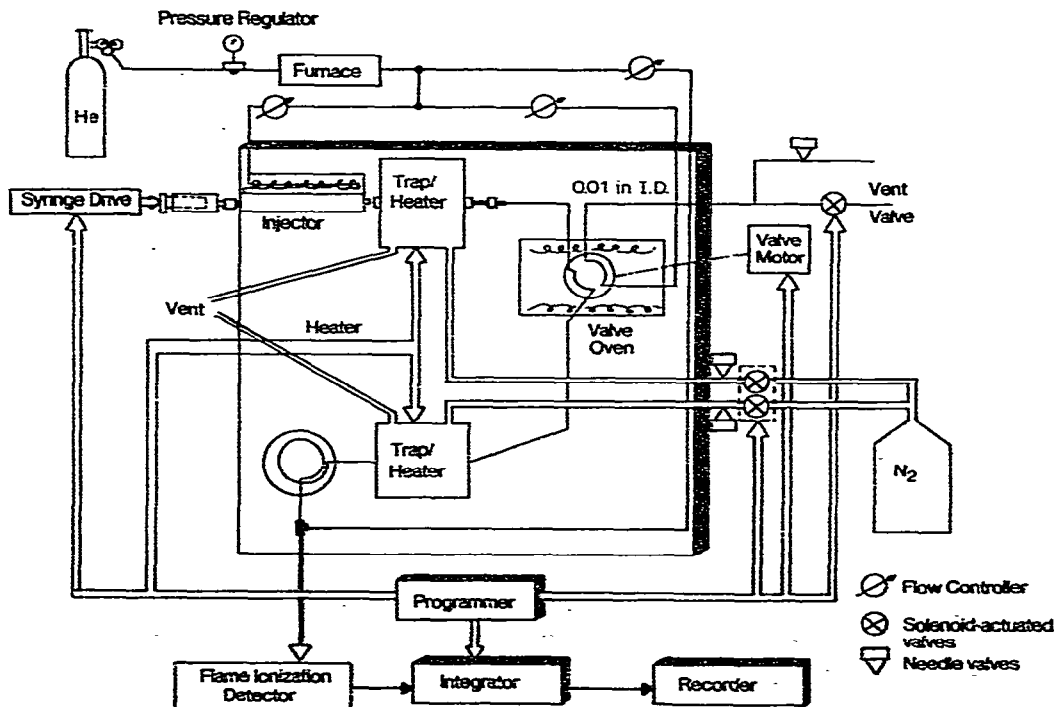 Pressure Regulator
Furnace
He
Syringe Drive
Injector
Trap/
Heater
0.01 in I.D.
Vent
Valve
Valve
Motor
Valve
Oven
Vent
Heater
Trap/
Heater
N2
Programmer
Flow Controller
Solenoid-actuated
valves
Needle valves
Flame Ionization
Detector
Integrator
Recorder